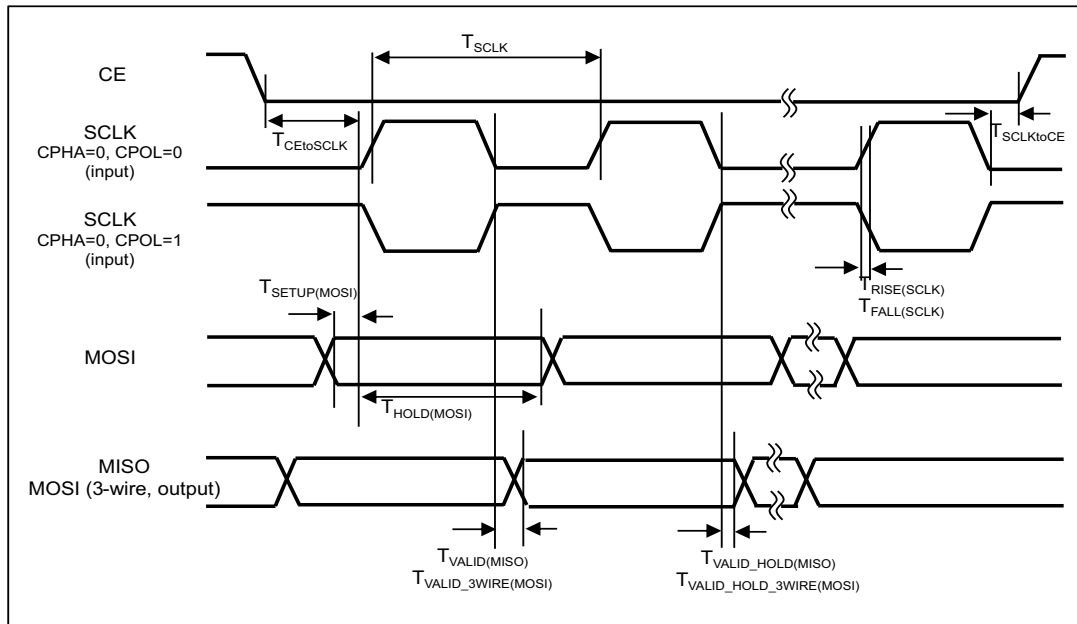 CE
T_SCLK
SCLK
CPHA=0, CPOL=0
(input)
T_CEtoSCLK
T_SCLKtoCE
SCLK
CPHA=0, CPOL=1
(input)
T_RISE(SCLK)
T_FALL(SCLK)
T_SETUP(MOSI)
MOSI
T_HOLD(MOSI)
MISO
MOSI (3-wire, output)
T_VALID(MISO)
T_VALID_3WIRE(MOSI)
T_VALID_HOLD(MISO)
T_VALID_HOLD_3WIRE(MOSI)